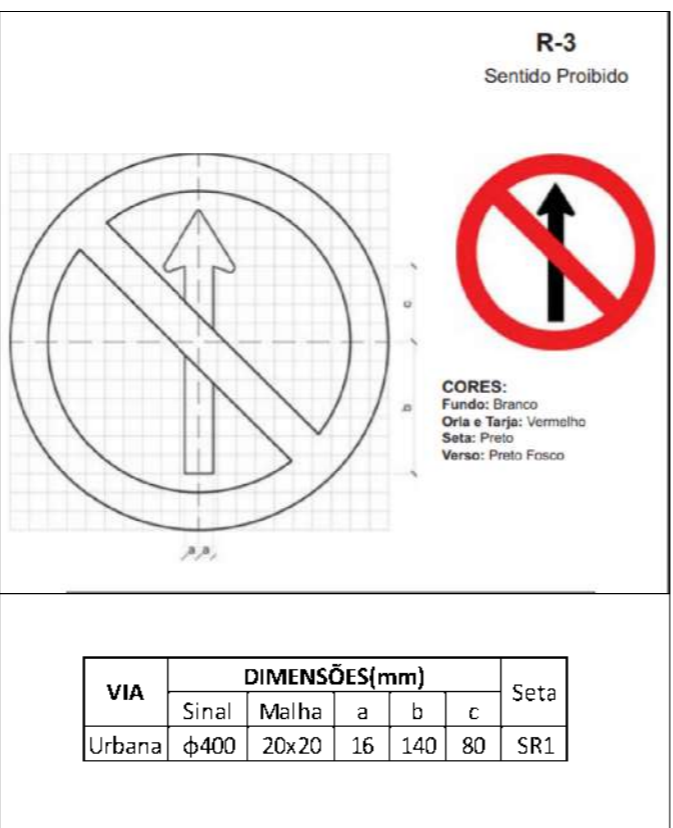 R-3
Sentido Proibido
c
b
a a
CORES:
Fundo: Branco
Orla e Tarja: Vermelho
Seta: Preto
Verso: Preto Fosco
VIA DIMENSÕES(mm) Seta
Sinal Malha a b c
Urbana ϕ400 20x20 16 140 80 SR1